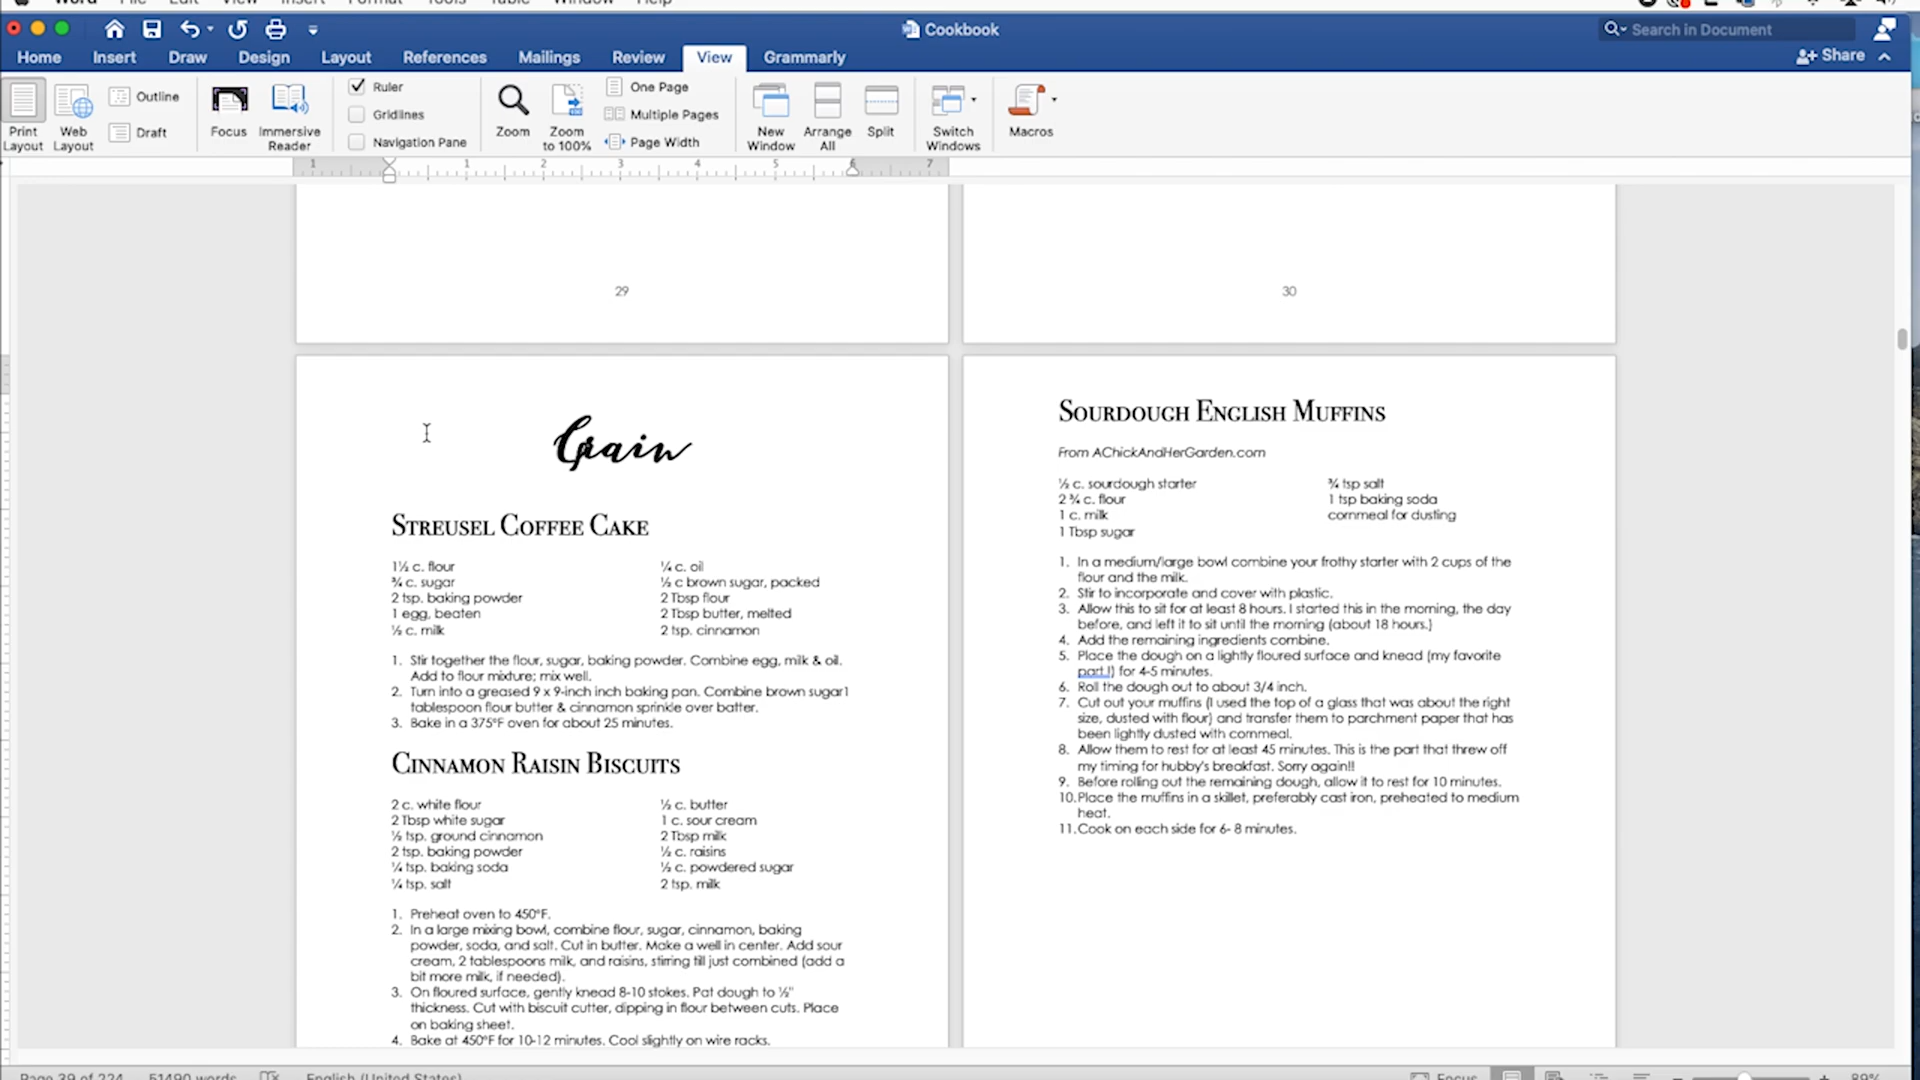 Word File Edit View Insert Format Tools Table Window Help
Cookbook
Search in Document
Home Insert Draw Design Layout References Mailings Review View Grammarly
Share
Print Layout
Web Layout
Outline
Draft
Focus
Immersive Reader
Ruler
Gridlines
Navigation Pane
Zoom
Zoom to 100%
One Page
Multiple Pages
Page Width
New Window
Arrange All
Split
Switch Windows
Macros
1 1 2 3 4 5 6 7
29
30
Grain
Streusel Coffee Cake
1½ c. flour
¾ c. sugar
2 tsp. baking powder
1 egg, beaten
½ c. milk
¼ c. oil
½ c brown sugar, packed
2 Tbsp flour
2 Tbsp butter, melted
2 tsp. cinnamon
1. Stir together the flour, sugar, baking powder. Combine egg, milk & oil.
Add to flour mixture; mix well.
2. Turn into a greased 9 x 9-inch inch baking pan. Combine brown sugar1
tablespoon flour butter & cinnamon sprinkle over batter.
3. Bake in a 375°F oven for about 25 minutes.
Cinnamon Raisin Biscuits
2 c. white flour
2 Tbsp white sugar
½ tsp. ground cinnamon
2 tsp. baking powder
¼ tsp. baking soda
¼ tsp. salt
½ c. butter
1 c. sour cream
2 Tbsp milk
½ c. raisins
½ c. powdered sugar
2 tsp. milk
1. Preheat oven to 450°F.
2. In a large mixing bowl, combine flour, sugar, cinnamon, baking
powder, soda, and salt. Cut in butter. Make a well in center. Add sour
cream, 2 tablespoons milk, and raisins, stirring till just combined (add a
bit more milk, if needed).
3. On floured surface, gently knead 8-10 stokes. Pat dough to ½"
thickness. Cut with biscuit cutter, dipping in flour between cuts. Place
on baking sheet.
4. Bake at 450°F for 10-12 minutes. Cool slightly on wire racks.
Sourdough English Muffins
From AChickAndHerGarden.com
½ c. sourdough starter
2 ¾ c. flour
1 c. milk
1 Tbsp sugar
¾ tsp salt
1 tsp baking soda
cornmeal for dusting
1. In a medium/large bowl combine your frothy starter with 2 cups of the
flour and the milk.
2. Stir to incorporate and cover with plastic.
3. Allow this to sit for at least 8 hours. I started this in the morning, the day
before, and left it to sit until the morning (about 18 hours.)
4. Add the remaining ingredients combine.
5. Place the dough on a lightly floured surface and knead (my favorite
part!) for 4-5 minutes.
6. Roll the dough out to about 3/4 inch.
7. Cut out your muffins (I used the top of a glass that was about the right
size, dusted with flour) and transfer them to parchment paper that has
been lightly dusted with cornmeal.
8. Allow them to rest for at least 45 minutes. This is the part that threw off
my timing for hubby's breakfast. Sorry again!!
9. Before rolling out the remaining dough, allow it to rest for 10 minutes.
10. Place the muffins in a skillet, preferably cast iron, preheated to medium
heat.
11. Cook on each side for 6- 8 minutes.
Page 39 of 224 51490 words English (United States) Focus 89%